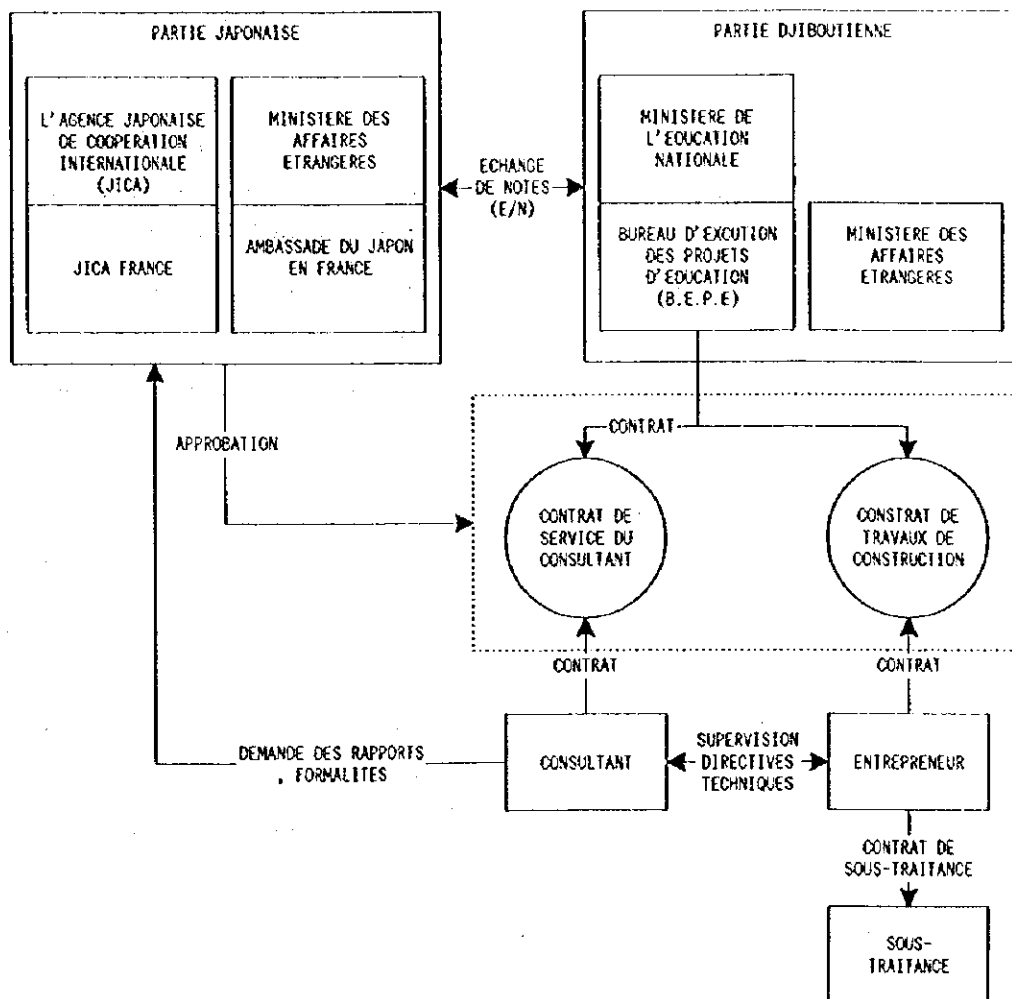 PARTIE JAPONAISE
L'AGENCE JAPONAISE
DE COOPERATION
INTERNATIONALE
(JICA)
MINISTERE DES
AFFAIRES
ETRANGERES
JICA FRANCE
AMBASSADE DU JAPON
EN FRANCE
ECHANGE
DE NOTES
(E/N)
PARTIE DJIBOUTIENNE
MINISTERE DE
L'EDUCATION
NATIONALE
BUREAU D'EXCUTION
DES PROJETS
D'EDUCATION
(B.E.P.E)
MINISTERE DES
AFFAIRES
ETRANGERES
APPROBATION
CONTRAT
CONTRAT DE
SERVICE DU
CONSULTANT
CONSTRAT DE
TRAVAUX DE
CONSTRUCTION
CONTRAT
CONTRAT
DEMANDE DES RAPPORTS
, FORMALITES
CONSULTANT
SUPERVISION
DIRECTIVES
TECHNIQUES
ENTREPRENEUR
CONTRAT DE
SOUS-TRAITANCE
SOUS-
TRAITANCE